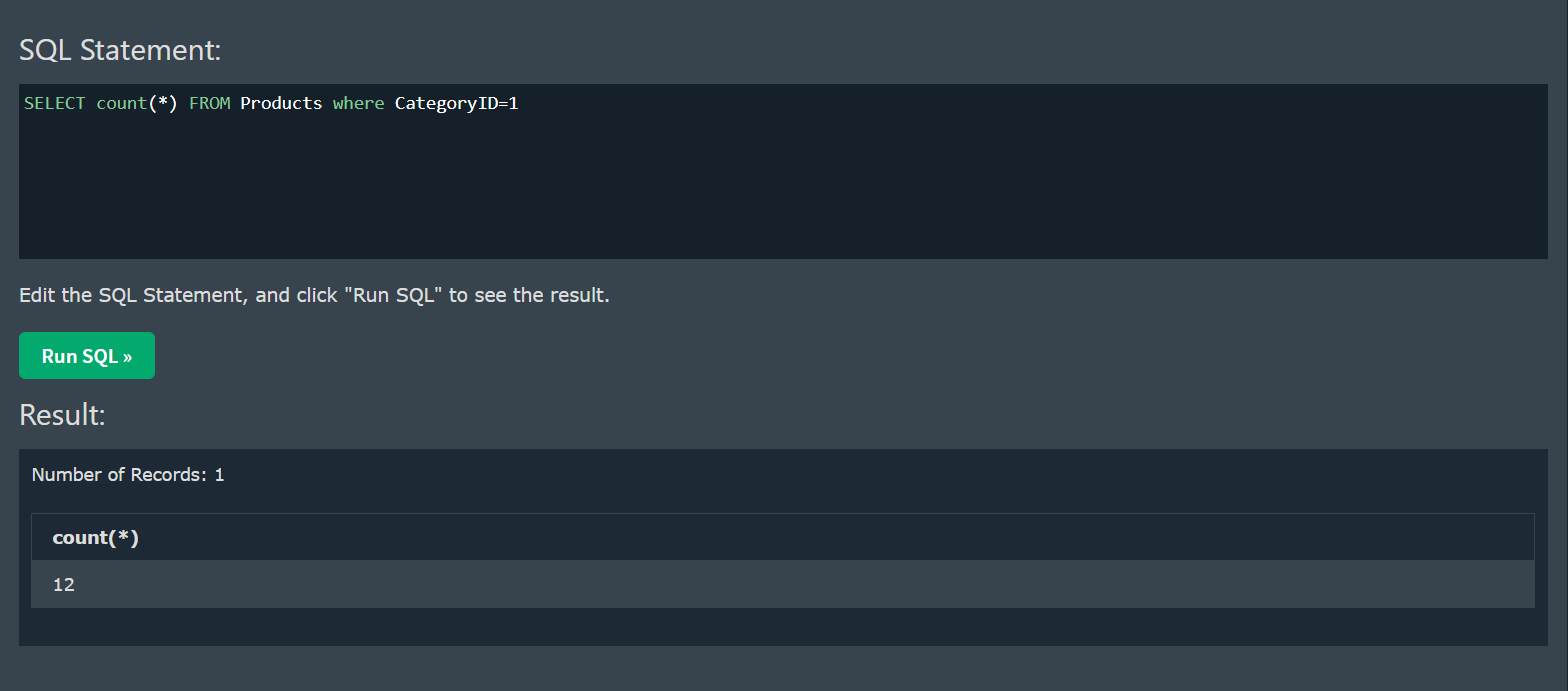 SQL Statement:
SELECT count(*) FROM Products where CategoryID=1
Edit the SQL Statement, and click "Run SQL" to see the result.
Run SQL »
Result:
Number of Records: 1
count(*)
12